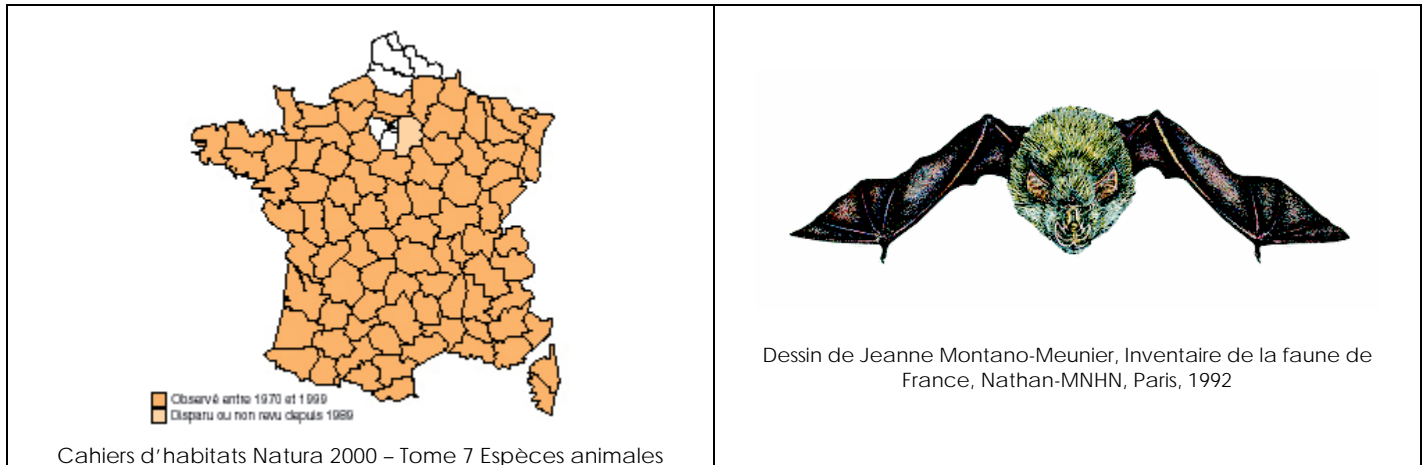 Observé entre 1970 et 1999
Disparu ou non revu depuis 1989
Cahiers d'habitats Natura 2000 – Tome 7 Espèces animales
Dessin de Jeanne Montano-Meunier, Inventaire de la faune de
France, Nathan-MNHN, Paris, 1992